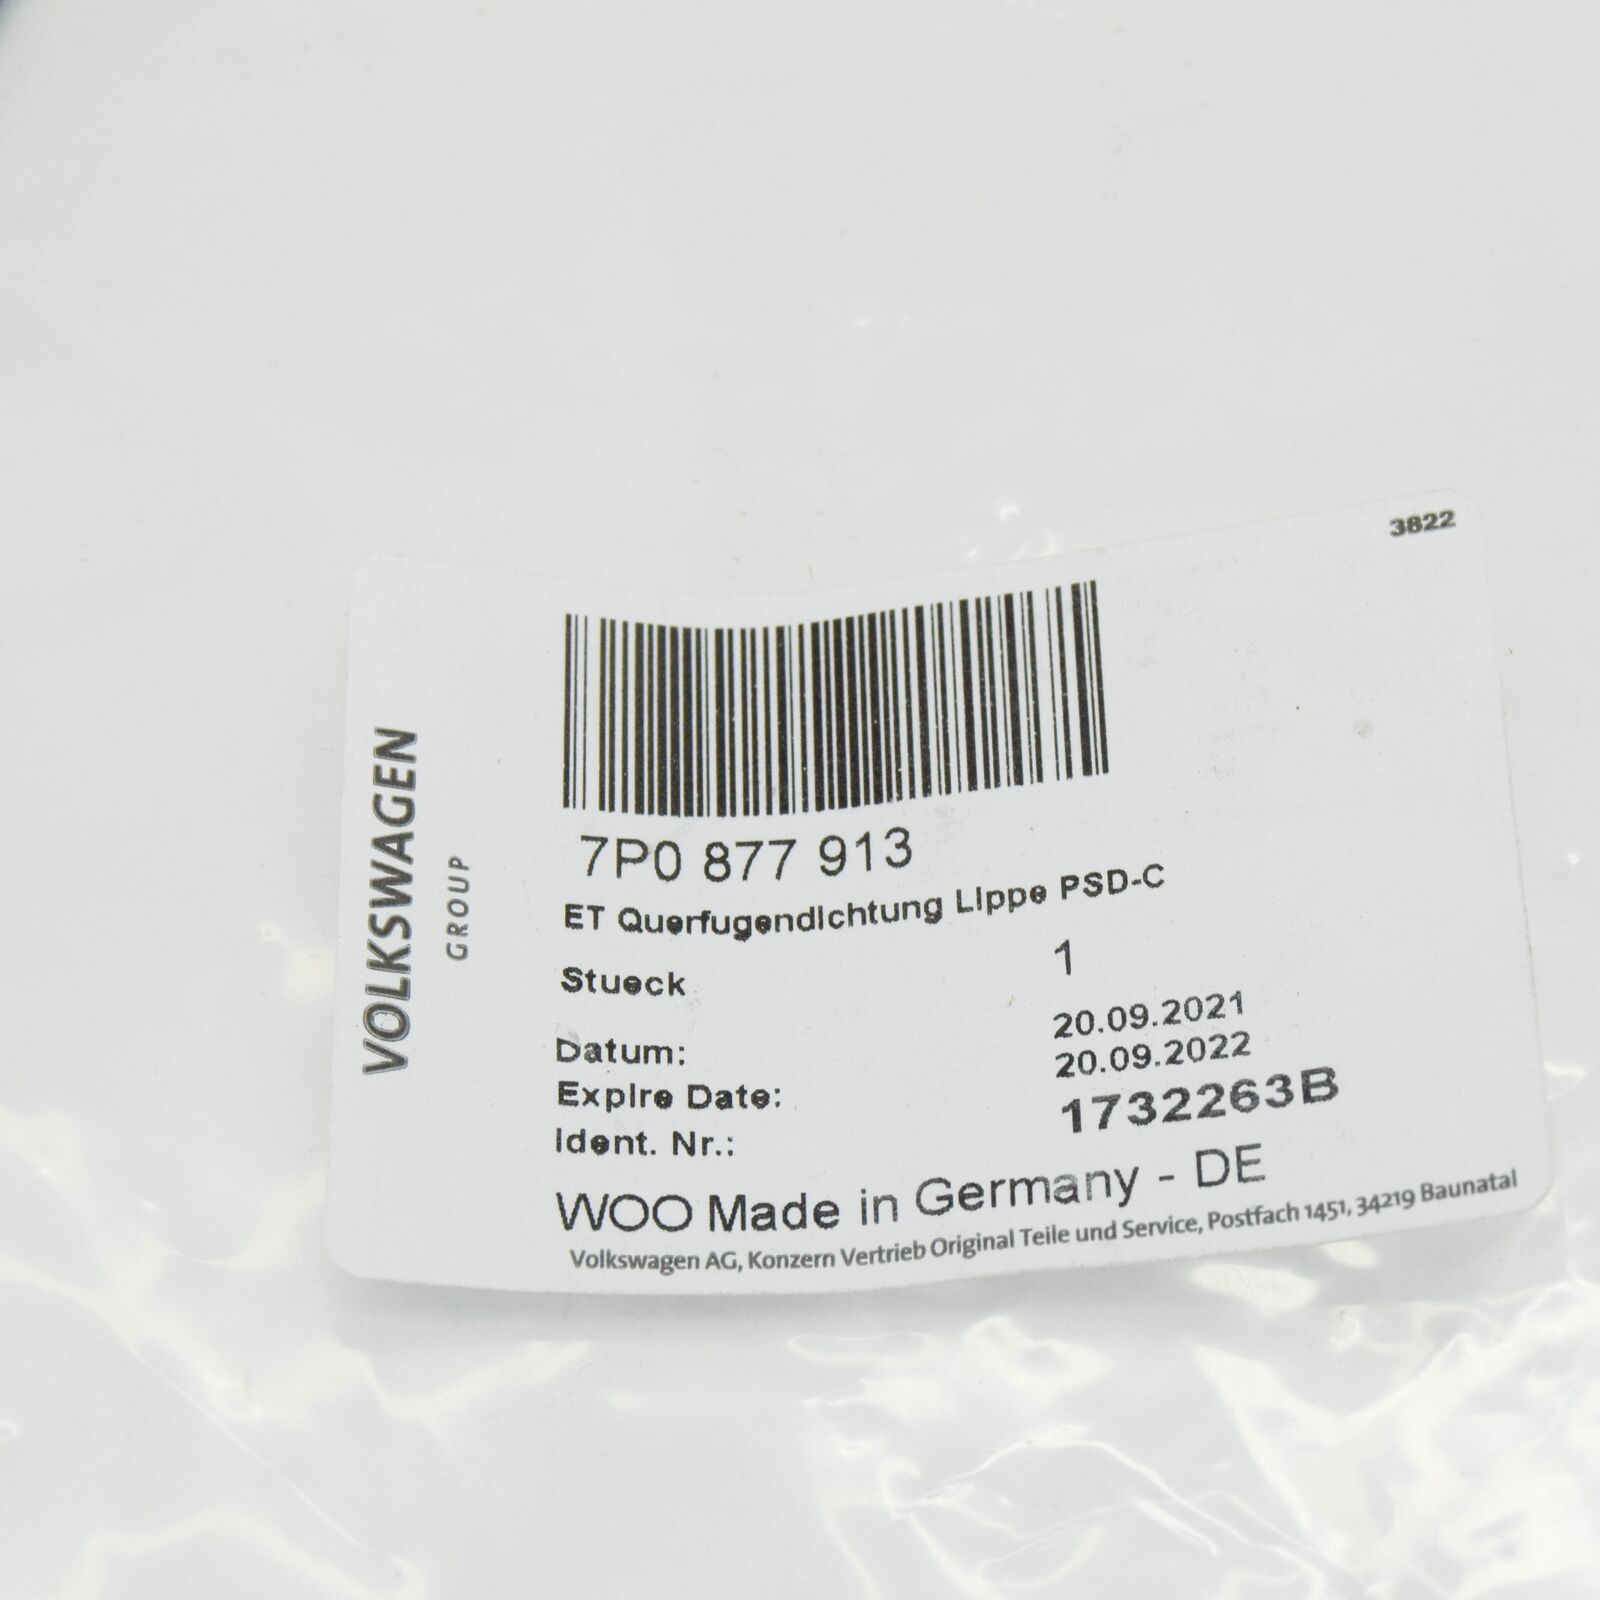 3822
VOLKSWAGEN
GROUP
7P0 877 913
ET Querfugendichtung Lippe PSD-C
Stueck 1
Datum: 20.09.2021
Expire Date: 20.09.2022
Ident. Nr.: 1732263B
WOO Made in Germany - DE
Volkswagen AG, Konzern Vertrieb Original Teile und Service, Postfach 1451, 34219 Baunatal